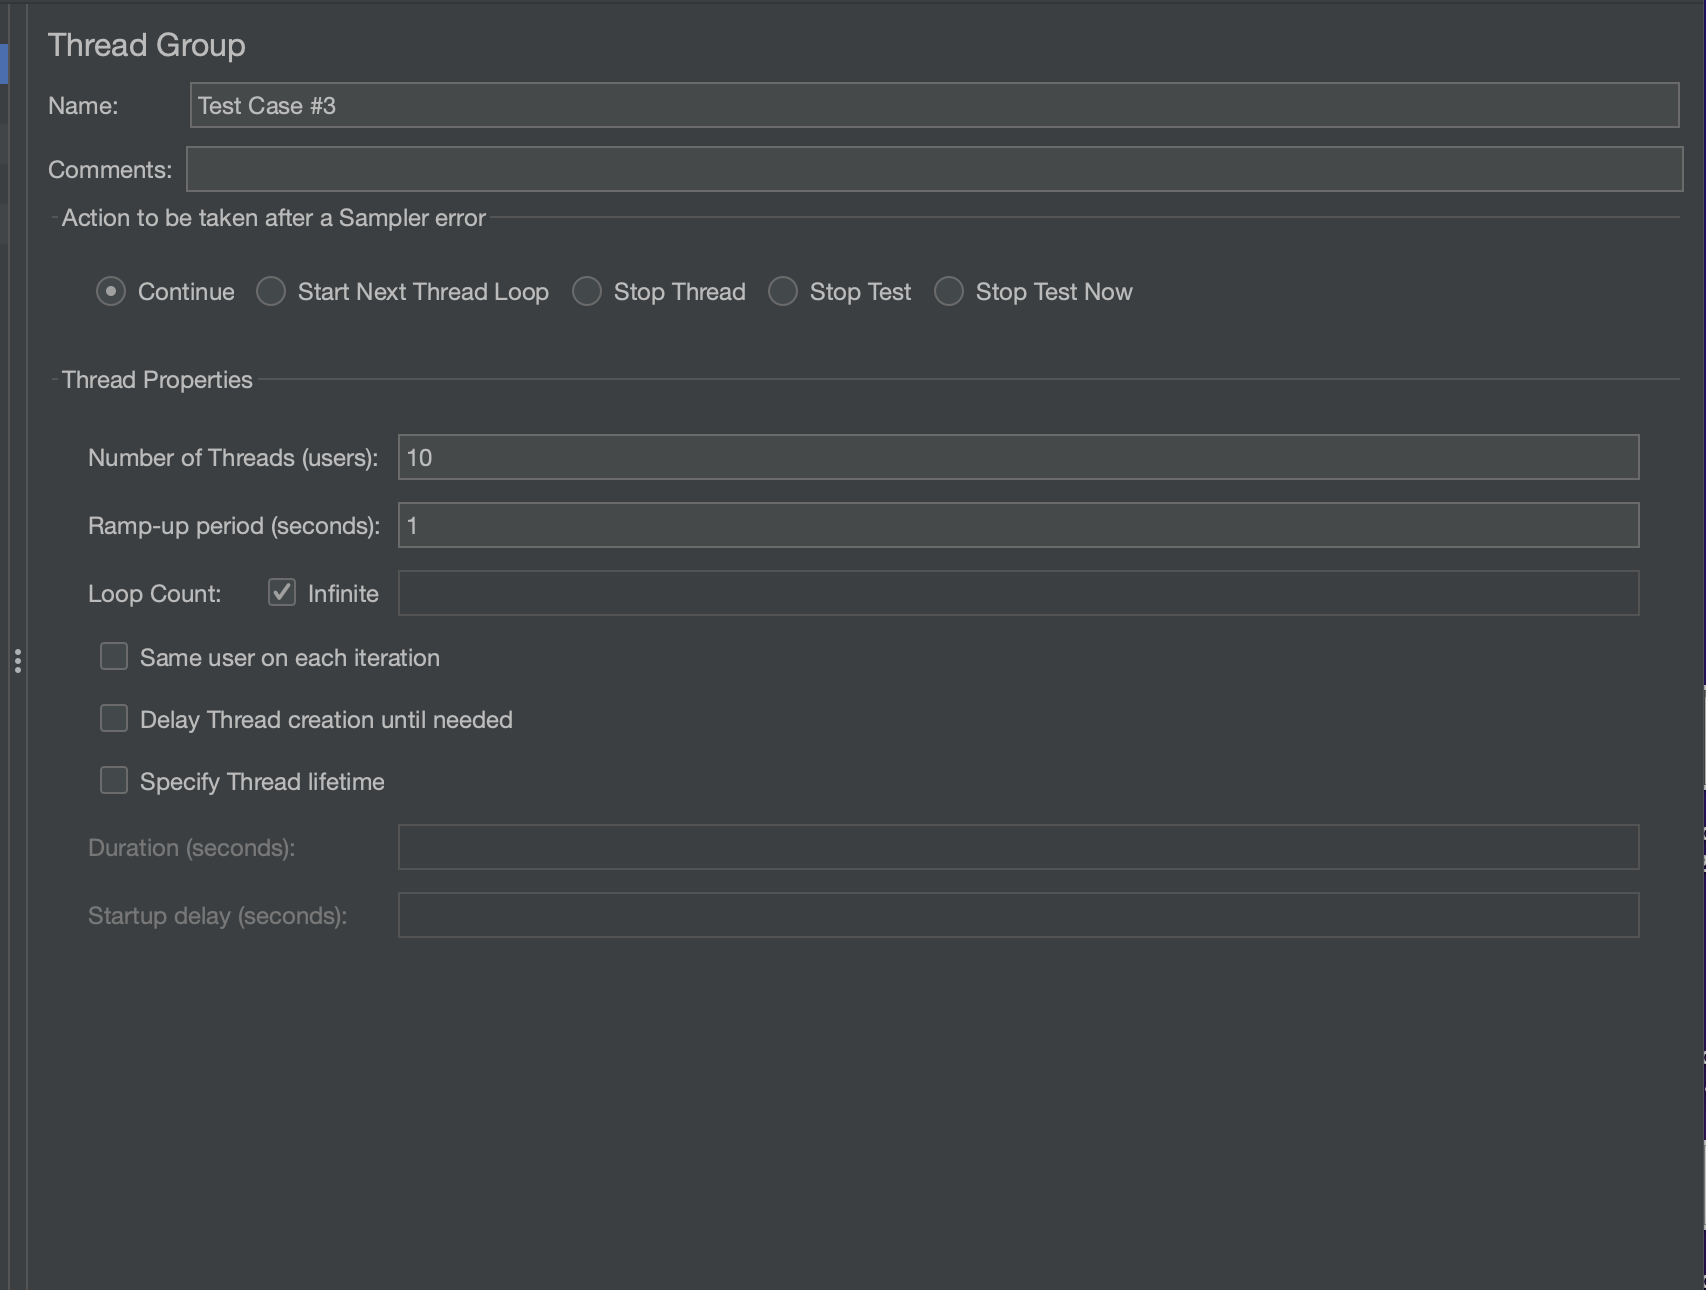 Thread Group
Name: Test Case #3
Comments:
Action to be taken after a Sampler error
Continue Start Next Thread Loop Stop Thread Stop Test Stop Test Now
Thread Properties
Number of Threads (users): 10
Ramp-up period (seconds): 1
Loop Count: Infinite
Same user on each iteration
Delay Thread creation until needed
Specify Thread lifetime
Duration (seconds):
Startup delay (seconds):